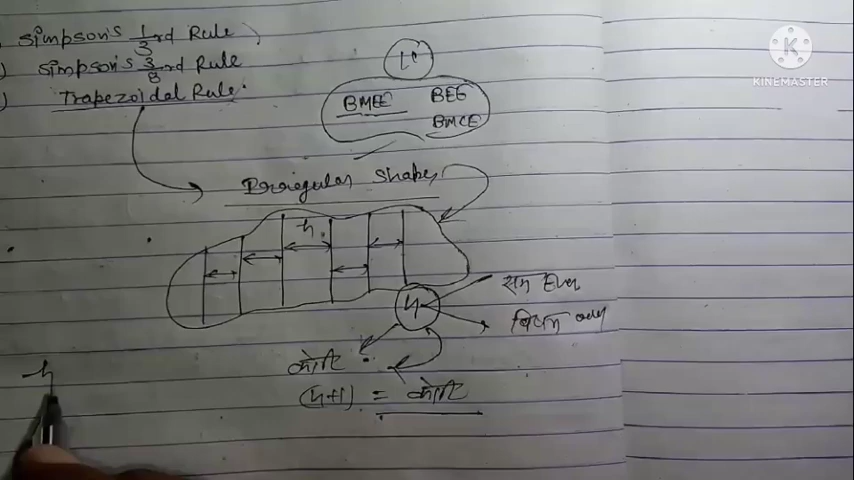 Simpson's 1/3rd Rule )
) Simpson's 3/8rd Rule
) Trapezoidal Rule.
BMEE BEG
BMCE
Irregular Shape,
h
n
सम Even
विषम odd
कोटि
(n+1) = कोटि
h
K
KINEMASTER